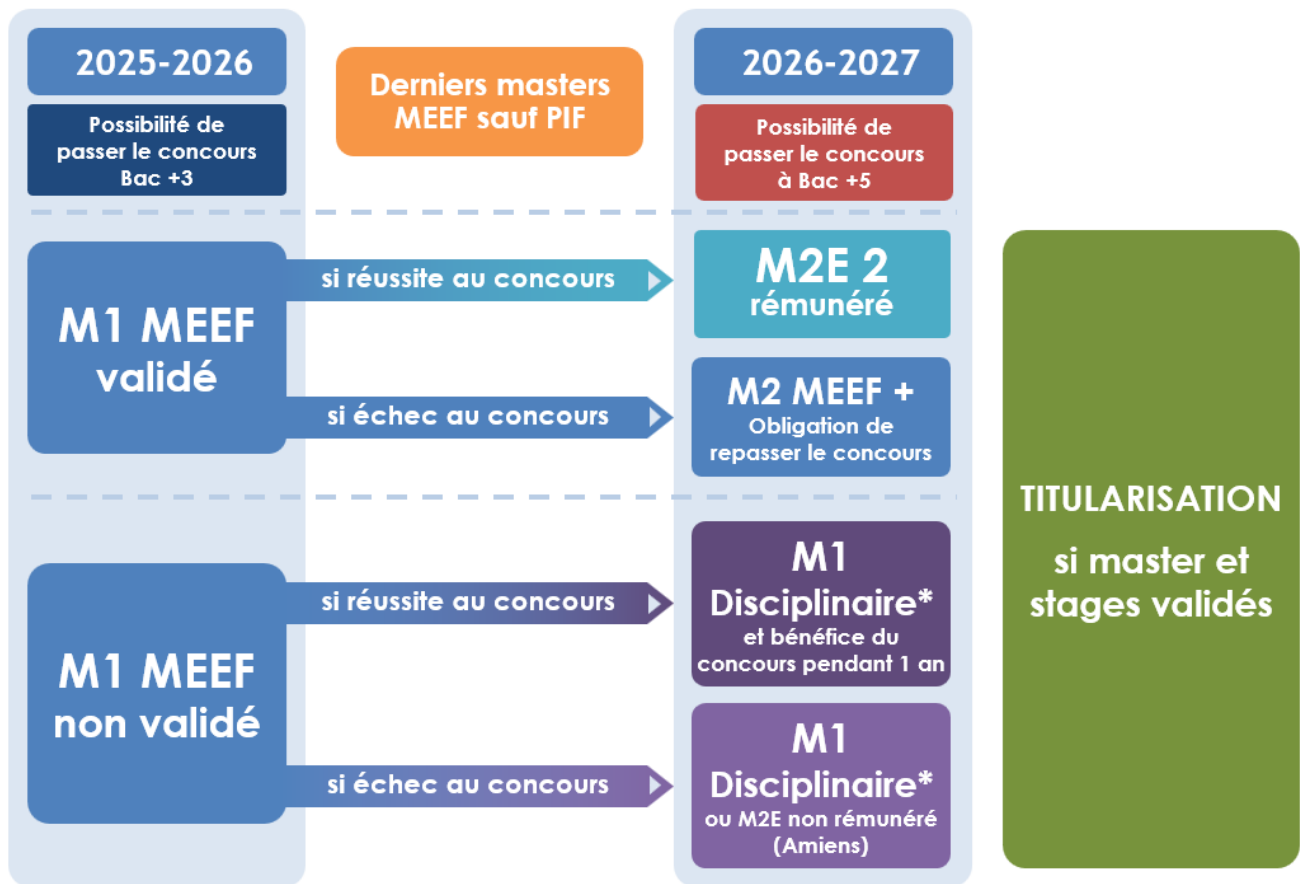 2025-2026
Possibilité de
passer le concours
Bac +3
Derniers masters
MEEF sauf PIF
2026-2027
Possibilité de
passer le concours
à Bac +5
M1 MEEF
validé
si réussite au concours
M2E 2
rémunéré
si échec au concours
M2 MEEF +
Obligation de
repasser le concours
M1 MEEF
non validé
si réussite au concours
M1
Disciplinaire*
et bénéfice du
concours pendant 1 an
si échec au concours
M1
Disciplinaire*
ou M2E non rémunéré
(Amiens)
TITULARISATION
si master et
stages validés